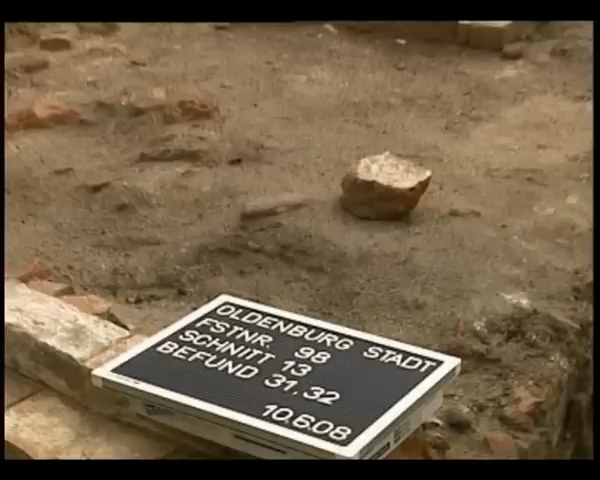 OLDENBURG STADT
FSTNR. 98
SCHNITT 13
BEFUND 31.32
10.6.08